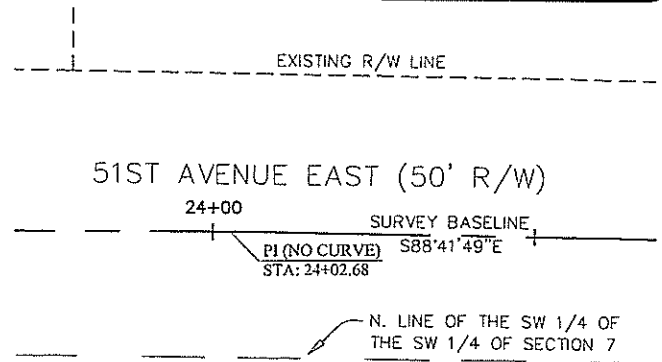 EXISTING R/W LINE
51ST AVENUE EAST (50' R/W)
24+00
SURVEY BASELINE
S88°41'49"E
PI (NO CURVE)
STA: 24+02.68
N. LINE OF THE SW 1/4 OF
THE SW 1/4 OF SECTION 7